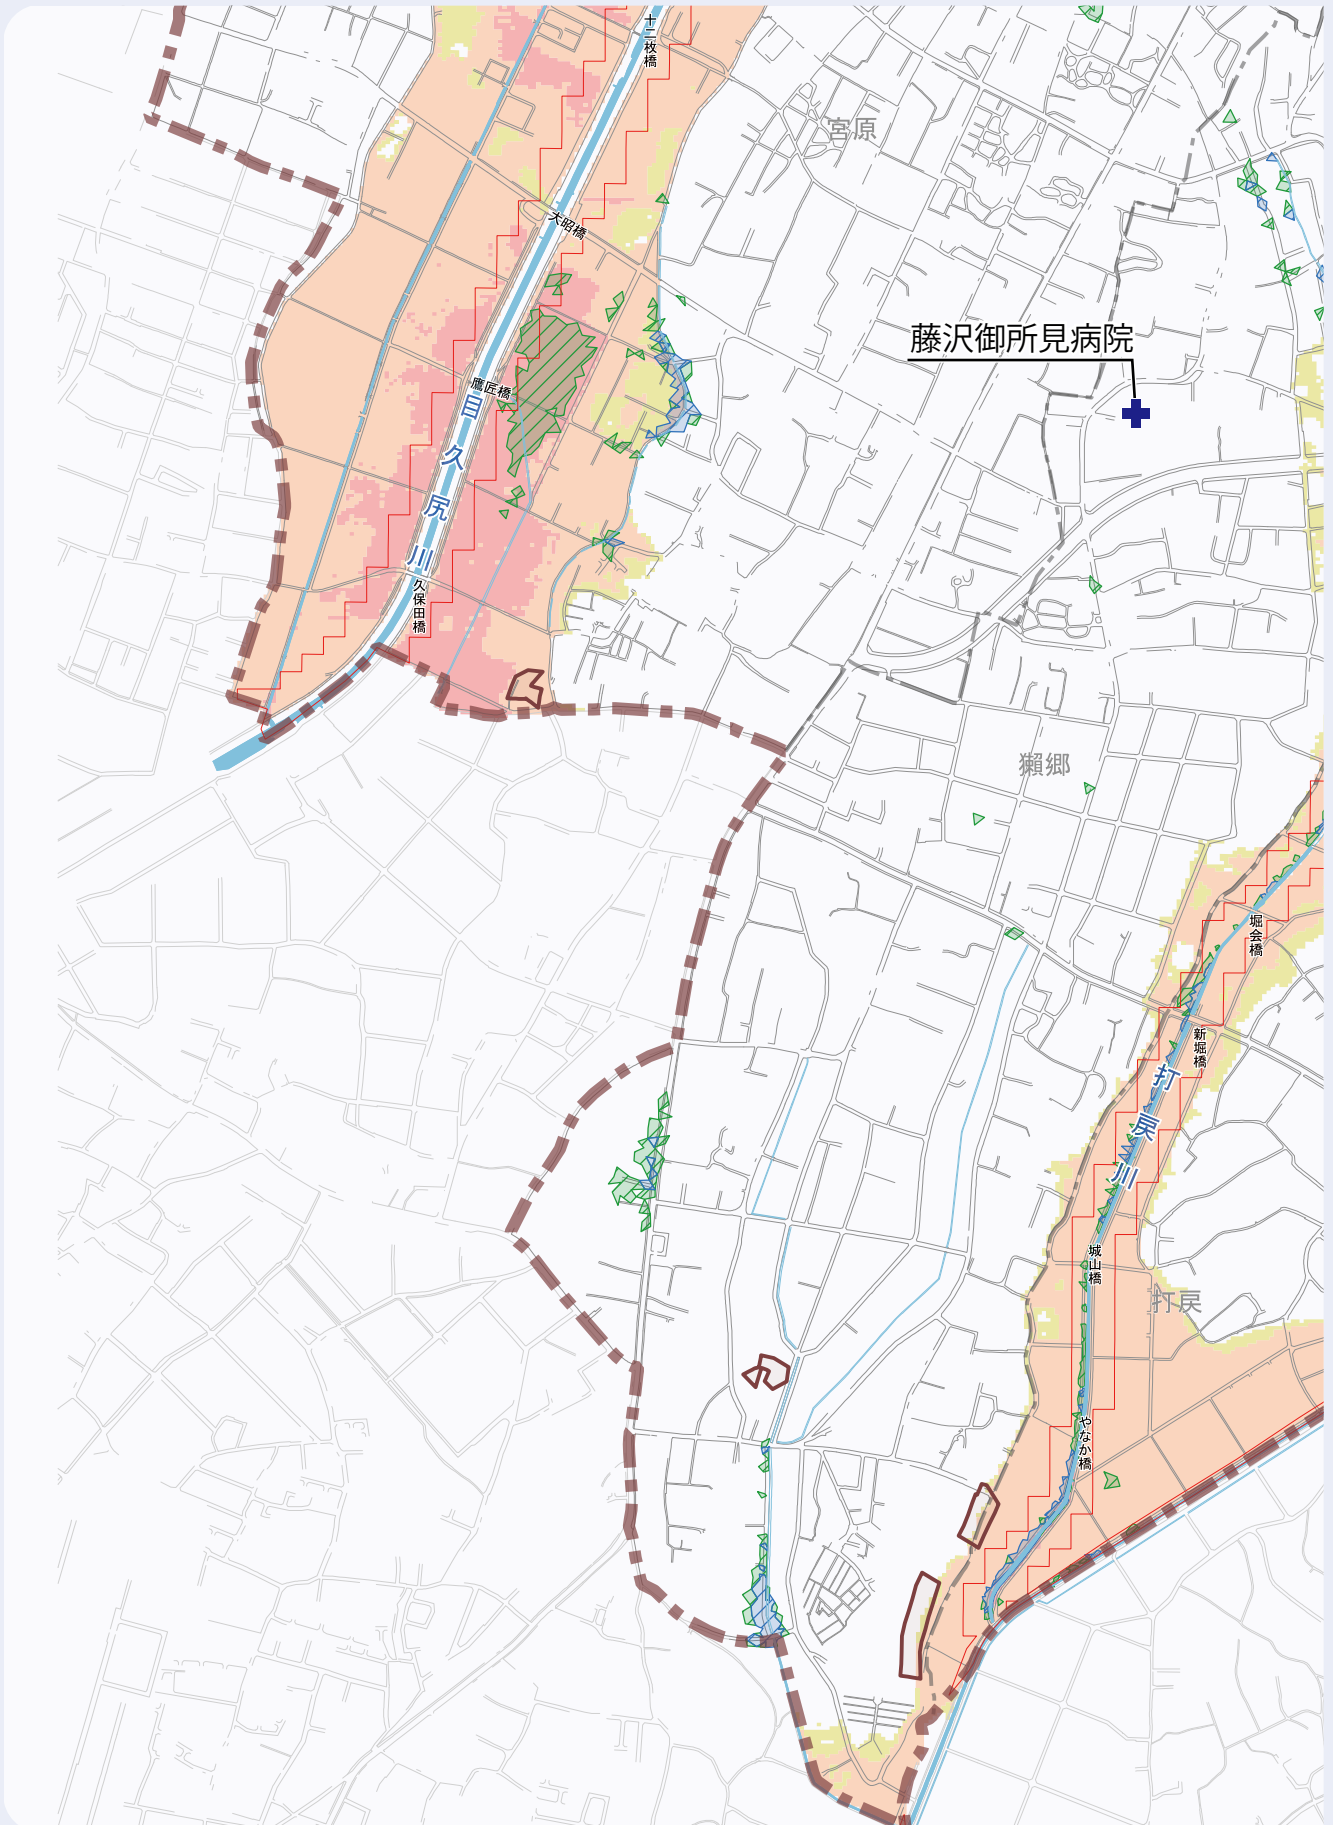 十二枚橋
宮原
大昭橋
藤沢御所見病院
鷹匠橋
目久尻川
久保田橋
獺郷
堀会橋
新堀橋
打戻川
城山橋
打戻
やなか橋